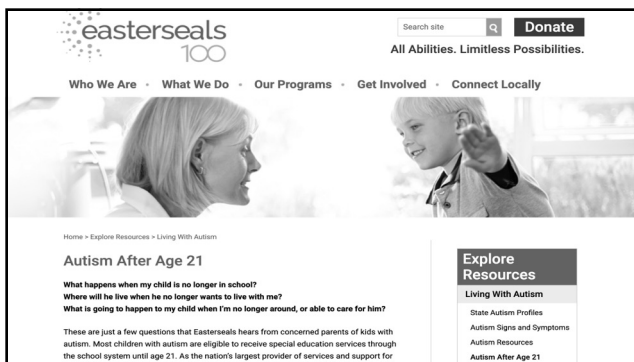 easterseals
100
Search site
Donate
All Abilities. Limitless Possibilities.
Who We Are • What We Do • Our Programs • Get Involved • Connect Locally
Home > Explore Resources > Living With Autism
Autism After Age 21
What happens when my child is no longer in school?
Where will he live when he no longer wants to live with me?
What is going to happen to my child when I'm no longer around, or able to care for him?
These are just a few questions that Easterseals hears from concerned parents of kids with
autism. Most children with autism are eligible to receive special education services through
the school system until age 21. As the nation's largest provider of services and support for
Explore
Resources
Living With Autism
State Autism Profiles
Autism Signs and Symptoms
Autism Resources
Autism After Age 21